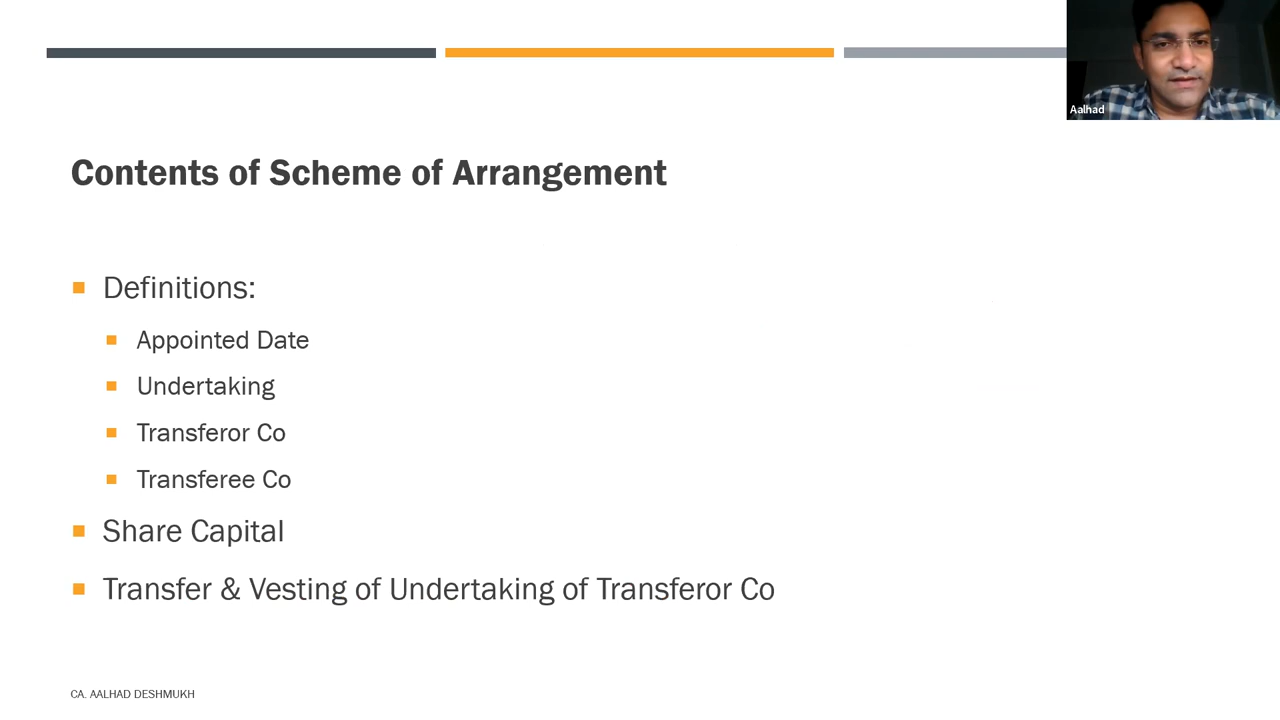 Aalhad
Contents of Scheme of Arrangement
Definitions:
Appointed Date
Undertaking
Transferor Co
Transferee Co
Share Capital
Transfer & Vesting of Undertaking of Transferor Co
CA. AALHAD DESHMUKH